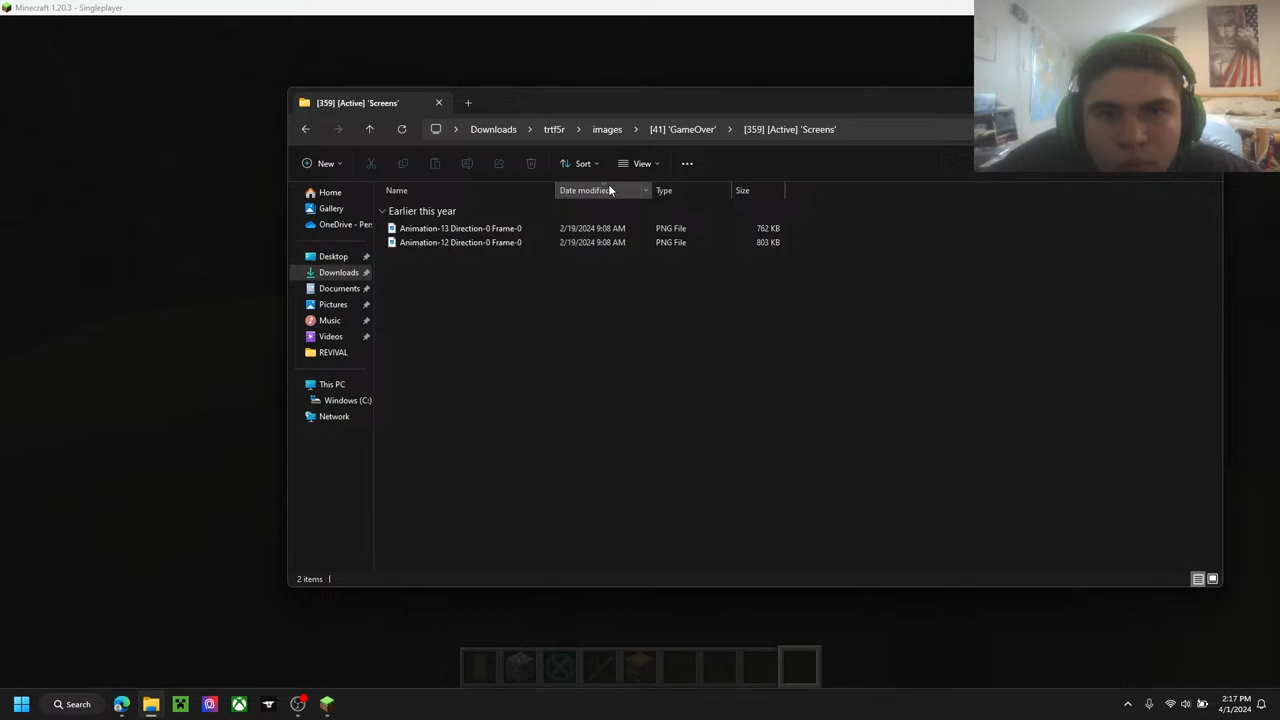 Minecraft 1.20.3 - Singleplayer
[359] [Active] 'Screens'
Downloads
trtf5r
images
[41] 'GameOver'
[359] [Active] 'Screens'
New
Sort
View
Name
Date modified
Type
Size
Earlier this year
Animation-13 Direction-0 Frame-0
2/19/2024 9:08 AM
PNG File
762 KB
Animation-12 Direction-0 Frame-0
2/19/2024 9:08 AM
PNG File
803 KB
Home
Gallery
OneDrive - Pers
Desktop
Downloads
Documents
Pictures
Music
Videos
REVIVAL
This PC
Windows (C:)
Network
2 items
Search
2:17 PM
4/1/2024